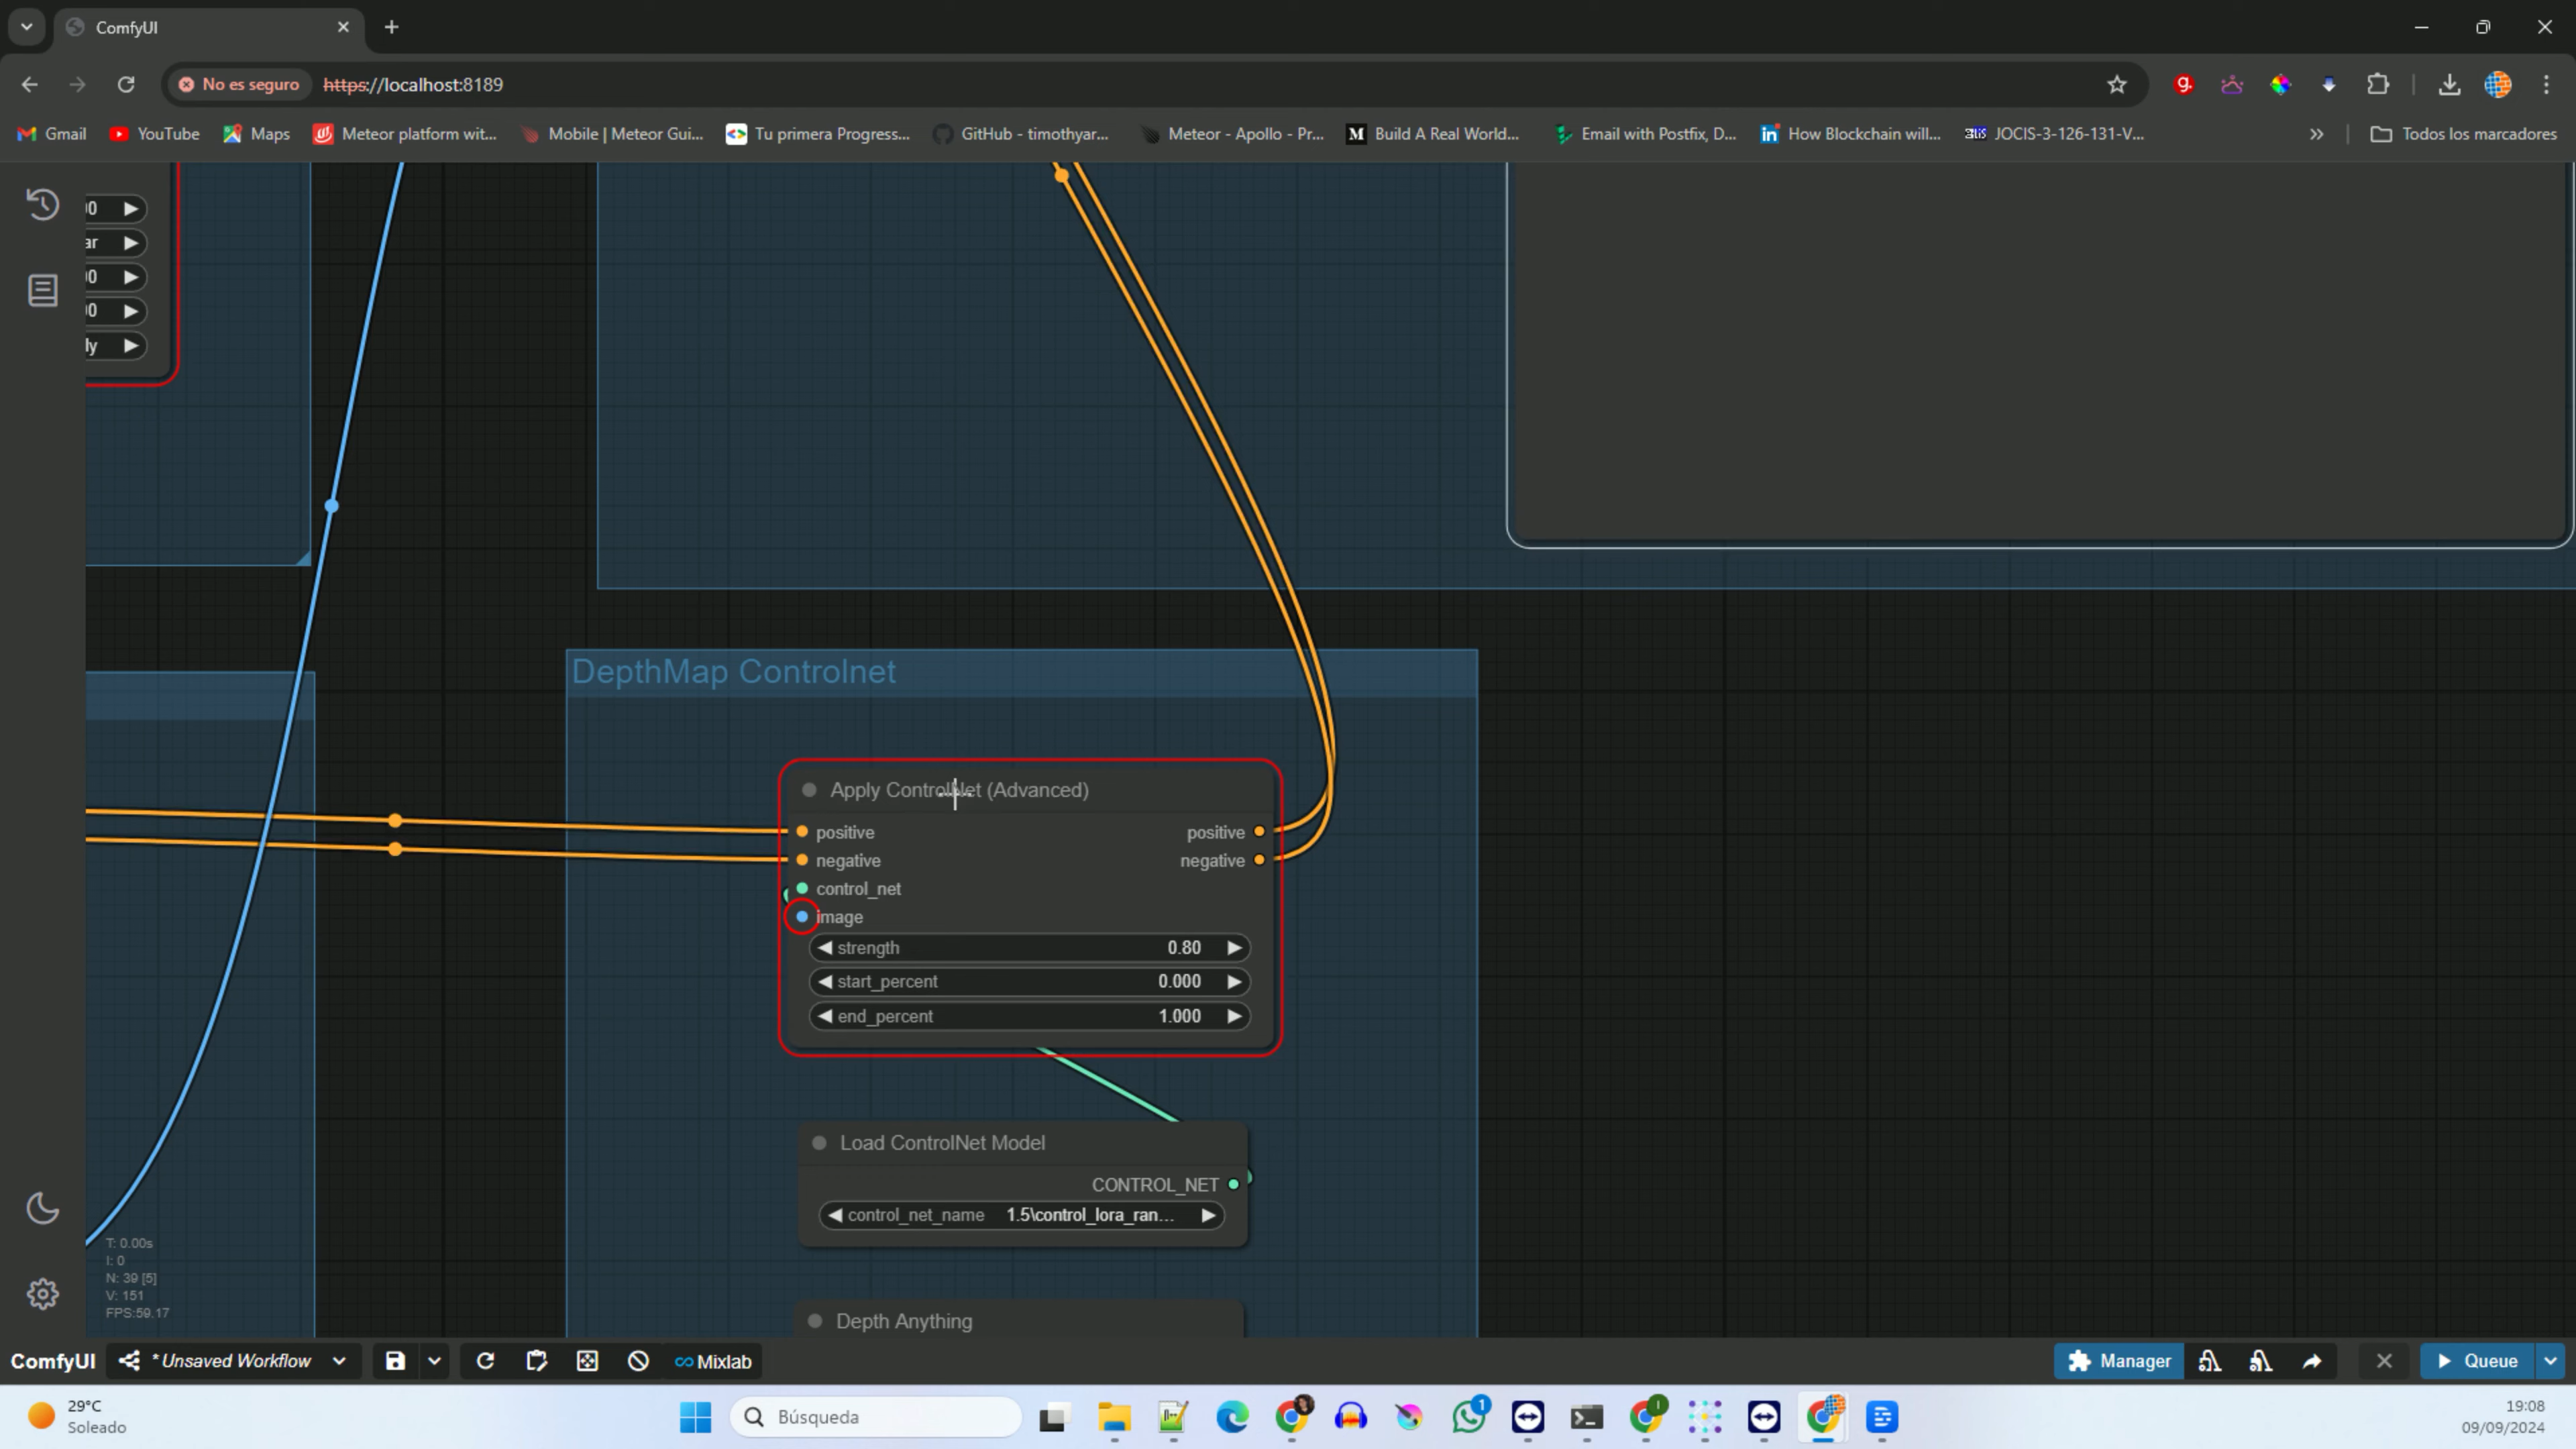 ComfyUI
No es seguro
https://localhost:8189
Gmail
YouTube
Maps
Meteor platform wit...
Mobile | Meteor Gui...
Tu primera Progress...
GitHub - timothyar...
Meteor - Apollo - Pr...
Build A Real World...
Email with Postfix, D...
How Blockchain will...
JOCIS-3-126-131-V...
Todos los marcadores
DepthMap Controlnet
Apply ControlNet (Advanced)
positive positive
negative negative
control_net
image
strength 0.80
start_percent 0.000
end_percent 1.000
Load ControlNet Model
CONTROL_NET
control_net_name 1.5\control_lora_ran...
Depth Anything
T: 0.00s
I: 0
N: 39 [5]
V: 151
FPS:59.17
ComfyUI
*Unsaved Workflow
Mixlab
Manager
Queue
29°C
Soleado
Búsqueda
1
19:08
09/09/2024